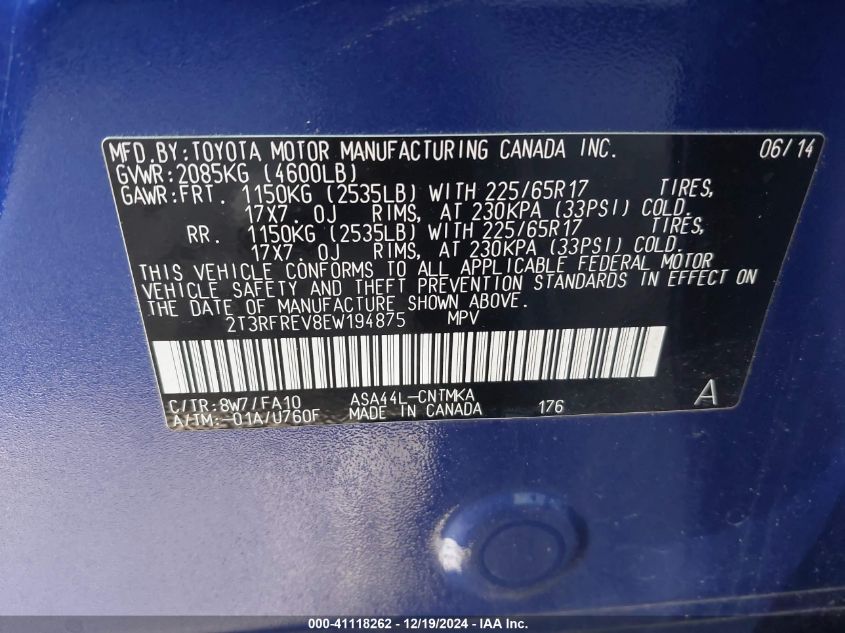 MFD.BY:TOYOTA MOTOR MANUFACTURING CANADA INC. 06/14
GVWR:2085KG (4600LB)
GAWR:FRT. 1150KG (2535LB) WITH 225/65R17 TIRES,
17X7.0J RIMS, AT 230KPA (33PSI) COLD.
RR. 1150KG (2535LB) WITH 225/65R17 TIRES,
17X7.0J RIMS, AT 230KPA (33PSI) COLD.
THIS VEHICLE CONFORMS TO ALL APPLICABLE FEDERAL MOTOR
VEHICLE SAFETY AND THEFT PREVENTION STANDARDS IN EFFECT ON
THE DATE OF MANUFACTURE SHOWN ABOVE.
2T3RFREV8EW194875 MPV
C/TR:8W7/FA10 ASA44L-CNTMKA
A/TM:-01A/U760F MADE IN CANADA 176 A
000-41118262 - 12/19/2024 - IAA Inc.